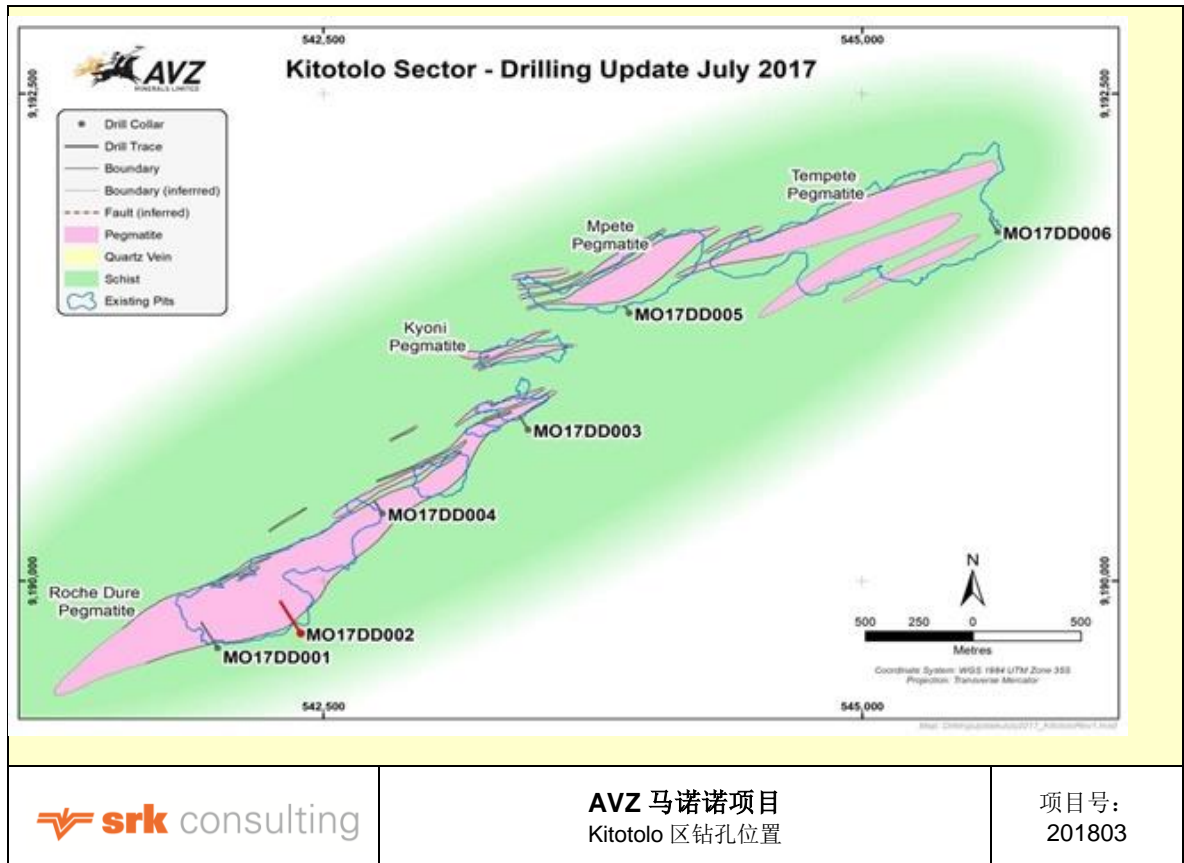 542,500
545,000
AVZ
MINERALS LIMITED
Kitotolo Sector - Drilling Update July 2017
9,192,500
9,192,500
Drill Collar
Drill Trace
Boundary
Boundary (inferrred)
Fault (inferred)
Pegmatite
Quartz Vein
Schist
Existing Pits
Tempete
Pegmatite
Mpete
Pegmatite
MO17DD006
MO17DD005
Kyoni
Pegmatite
MO17DD003
MO17DD004
9,190,000
9,190,000
Roche Dure
Pegmatite
MO17DD002
MO17DD001
N
500 250 0 500
Metres
Coordinate System: WGS 1984 UTM Zone 35S
Projection: Transverse Mercator
542,500
545,000
srk consulting
AVZ 马诺诺项目
Kitotolo 区钻孔位置
项目号：
201803